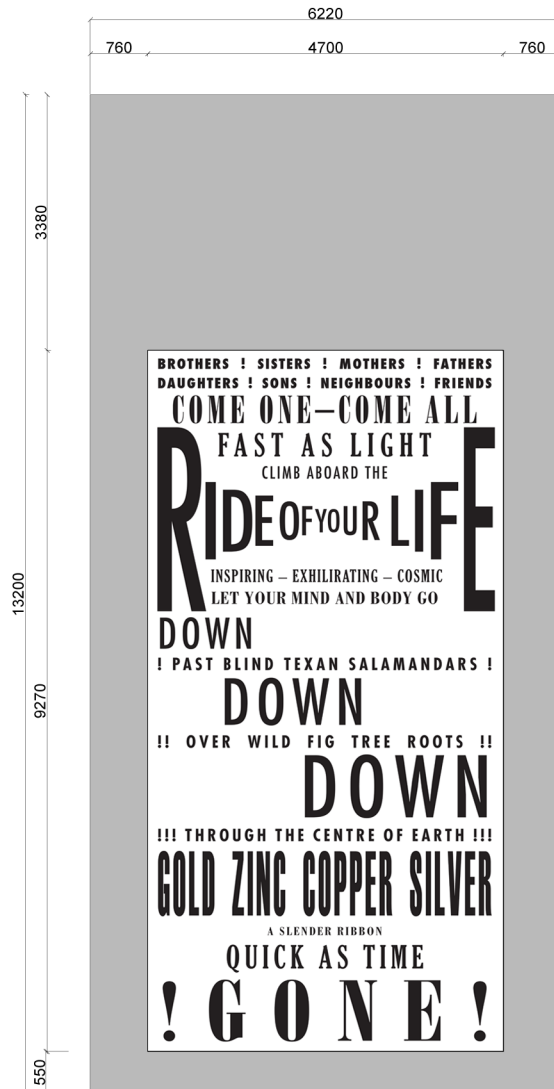 6220
760 4700 760
3380
13200
9270
550
BROTHERS ! SISTERS ! MOTHERS ! FATHERS
DAUGHTERS ! SONS ! NEIGHBOURS ! FRIENDS
COME ONE—COME ALL
FAST AS LIGHT
CLIMB ABOARD THE
RIDE OF YOUR LIFE
INSPIRING – EXHILIRATING – COSMIC
LET YOUR MIND AND BODY GO
DOWN
! PAST BLIND TEXAN SALAMANDARS !
DOWN
!! OVER WILD FIG TREE ROOTS !!
DOWN
!!! THROUGH THE CENTRE OF EARTH !!!
GOLD ZINC COPPER SILVER
A SLENDER RIBBON
QUICK AS TIME
! GONE !